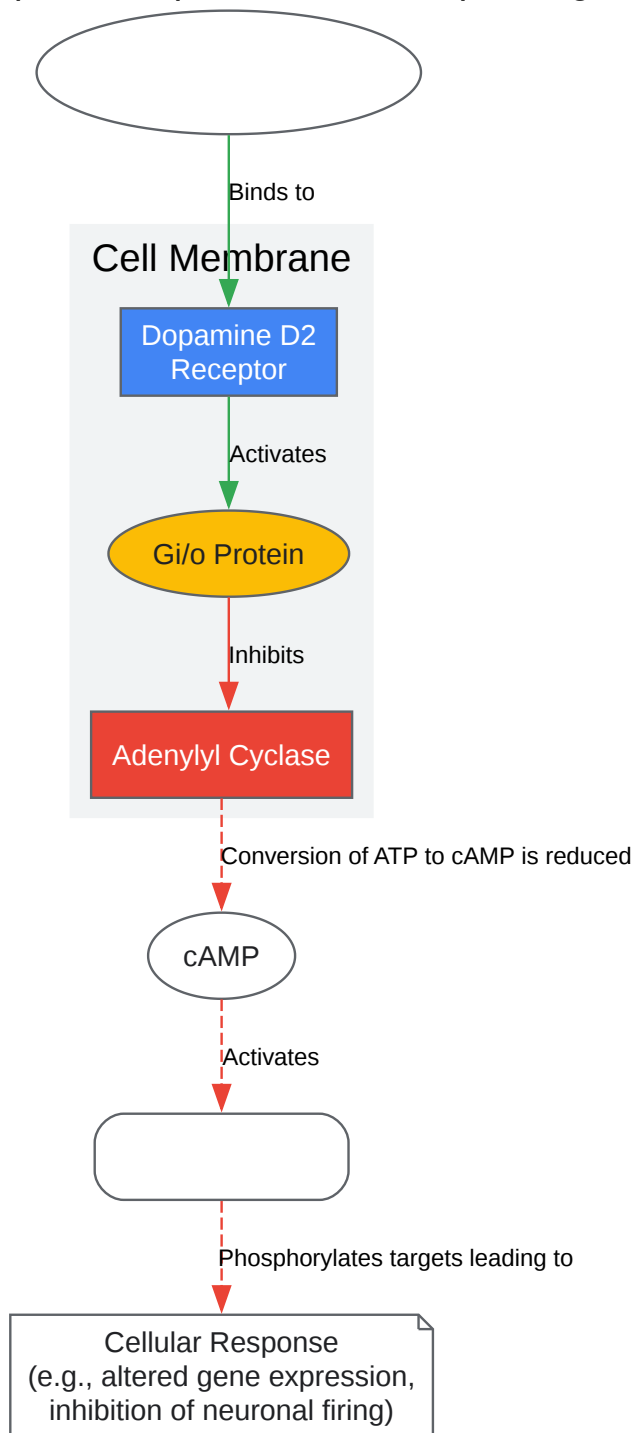 Binds to
Cell Membrane
Dopamine D2
Receptor
Activates
Gi/o Protein
Inhibits
Adenylyl Cyclase
Conversion of ATP to cAMP is reduced
cAMP
Activates
Phosphorylates targets leading to
Cellular Response
(e.g., altered gene expression,
inhibition of neuronal firing)